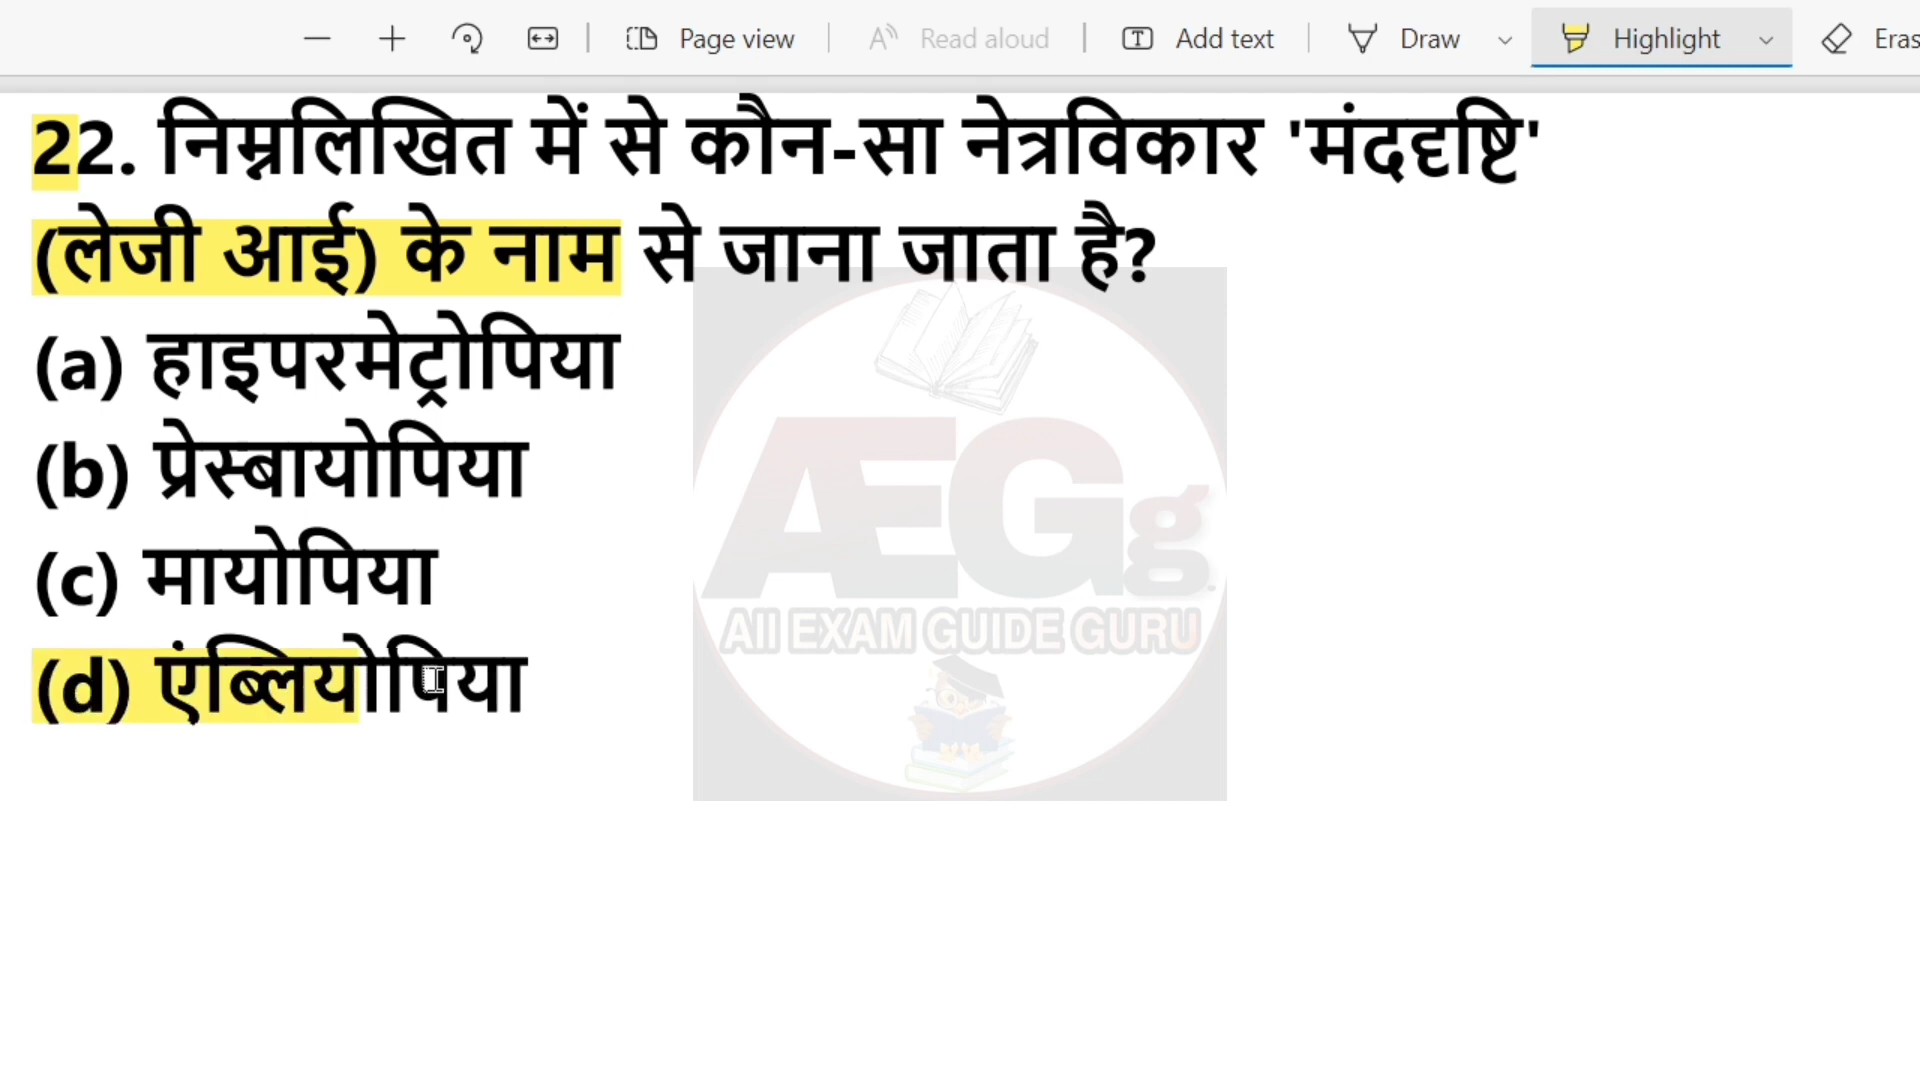 Page view Read aloud Add text Draw Highlight Eras
22. निम्नलिखित में से कौन-सा नेत्रविकार 'मंददृष्टि'
(लेजी आई) के नाम से जाना जाता है?
(a) हाइपरमेट्रोपिया
(b) प्रेस्बायोपिया
(c) मायोपिया
(d) एंब्लियोपिया
ÆGg
All EXAM GUIDE GURU